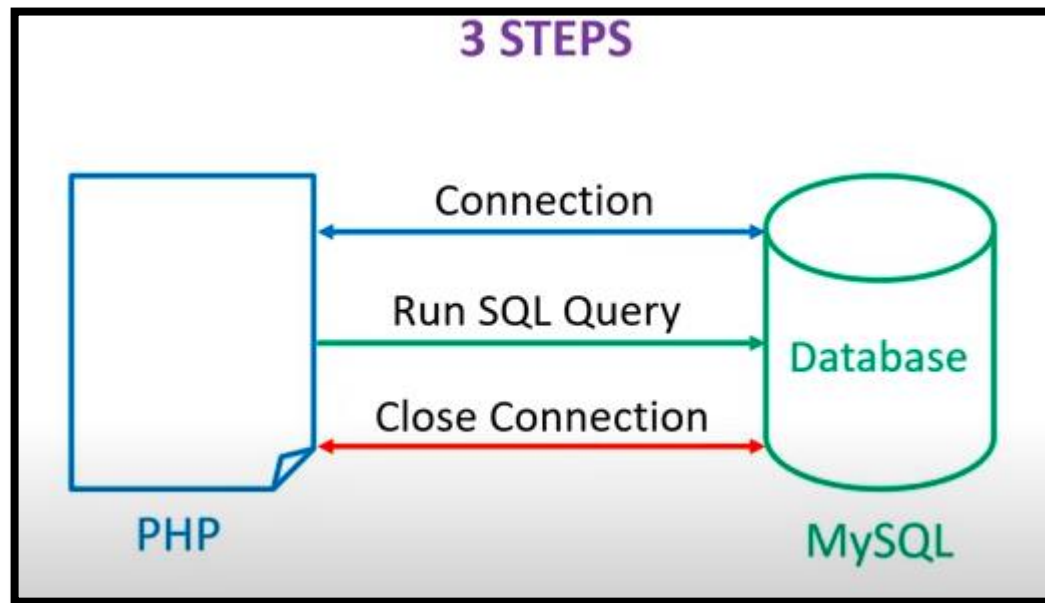 3 STEPS
Connection
Run SQL Query
Database
Close Connection
PHP
MySQL